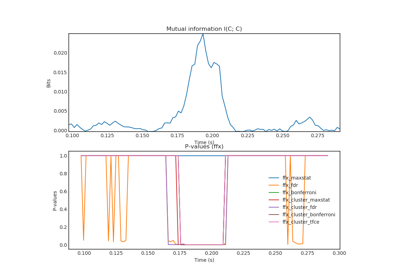 Mutual information I(C; C)
0.020
0.015
0.010
0.005
0.000
Bits
0.100 0.125 0.150 0.175 0.200 0.225 0.250 0.275
Time (s)
P-values (ffx)
1.0
0.8
0.6
0.4
0.2
0.0
P-values
ffx_maxstat
ffx_fdr
ffx_bonferroni
ffx_cluster_maxstat
ffx_cluster_fdr
ffx_cluster_bonferroni
ffx_cluster_tfce
0.100 0.125 0.150 0.175 0.200 0.225 0.250 0.275 0.300
Time (s)